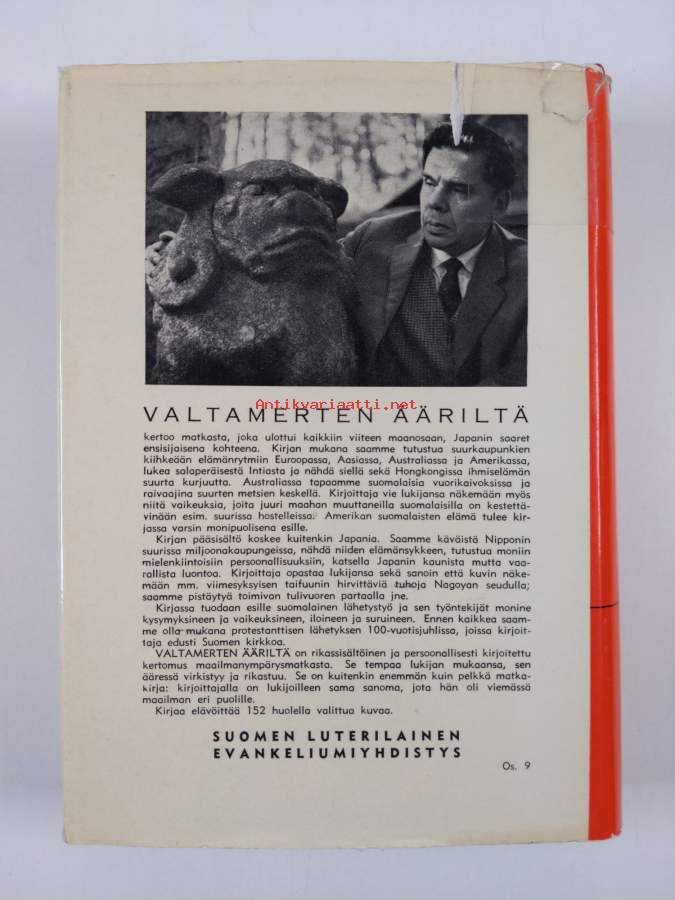 Antikvariaatti.net
VALTAMERTEN ÄÄRILTÄ
kertoo matkasta, joka ulottui kaikkiin viiteen maanosaan, Japanin saaret
ensisijaisena kohteena. Kirjan mukana saamme tutustua suurkaupunkien
kiihkeään elämänrytmiin Euroopassa, Aasiassa, Australiassa ja Amerikassa,
lukea salaperäisestä Intiasta ja nähdä siellä sekä Hongkongissa ihmiselämän
suurta kurjuutta. Australiassa tapaamme suomalaisia vuorikaivoksissa ja
raivaajina suurten metsien keskellä. Kirjoittaja vie lukijansa näkemään myös
niitä vaikeuksia, joita juuri maahan muuttaneilla suomalaisilla on kestettä-
vinään esim. suurissa hostelleissa. Amerikan suomalaisten elämä tulee kir-
jassa varsin monipuolisena esille.
Kirjan pääsisältö koskee kuitenkin Japania. Saamme käväistä Nipponin
suurissa miljoonakaupungeissa, nähdä niiden elämänsykkeen, tutustua moniin
mielenkiintoisiin persoonallisuuksiin, katsella Japanin kaunista mutta vaa-
rallista luontoa. Kirjoittaja opastaa lukijansa sekä sanoin että kuvin näke-
mään mm. viimesyksyisen taifuunin hirvittäviä tuhoja Nagoyan seudulla;
saamme pistäytyä toimivan tulivuoren partaalla jne.
Kirjassa tuodaan esille suomalainen lähetystyö ja sen työntekijät monine
kysymyksineen ja vaikeuksineen, iloineen ja suruineen. Ennen kaikkea saam-
me olla mukana protestanttisen lähetyksen 100-vuotisjuhlissa, joissa kirjoit-
taja edusti Suomen kirkkoa.
VALTAMERTEN ÄÄRILTÄ on rikassisältöinen ja persoonallisesti kirjoitettu
kertomus maailmanympärysmatkasta. Se tempaa lukijan mukaansa, sen
ääressä virkistyy ja rikastuu. Se on kuitenkin enemmän kuin pelkkä matka-
kirja: kirjoittajalla on lukijoilleen sama sanoma, jota hän oli viemässä
maailman eri puolille.
Kirjaa elävöittää 152 huolella valittua kuvaa.
SUOMEN LUTERILAINEN
EVANKELIUMIYHDISTYS
Os. 9